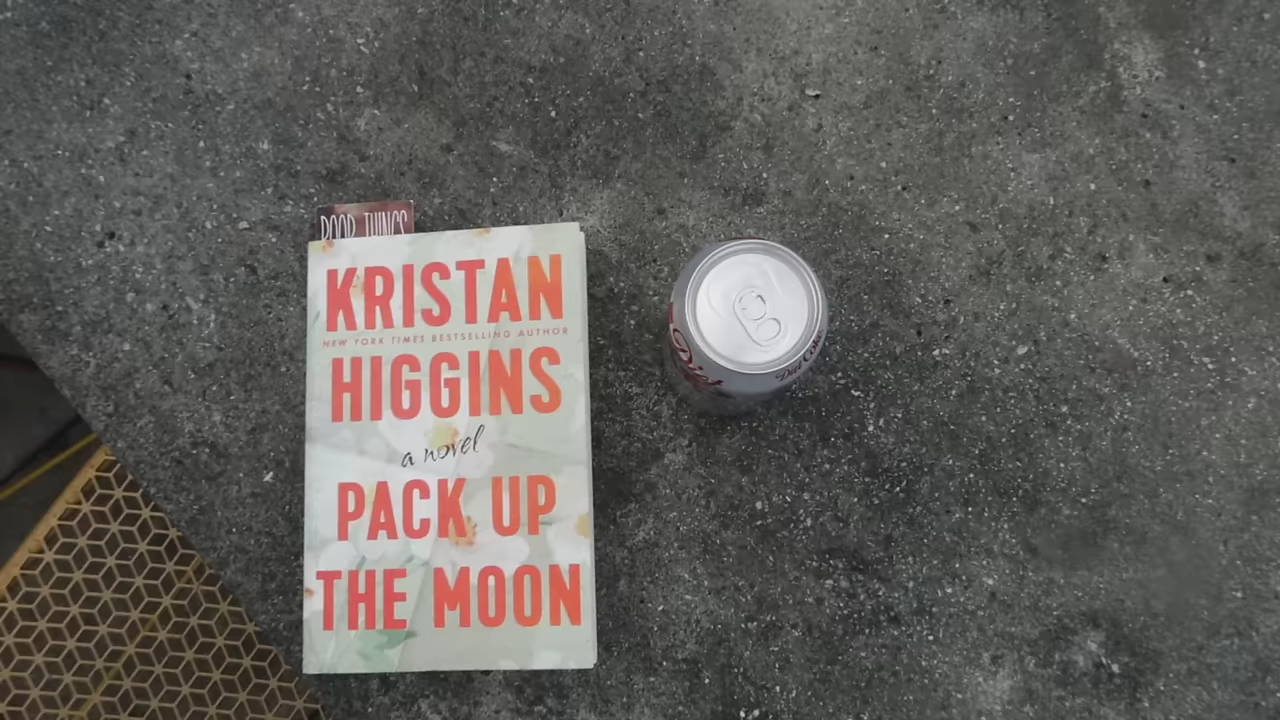 POOR THINGS
KRISTAN
NEW YORK TIMES BESTSELLING AUTHOR
HIGGINS
a novel
PACK UP
THE MOON
Diet
Diet Coke